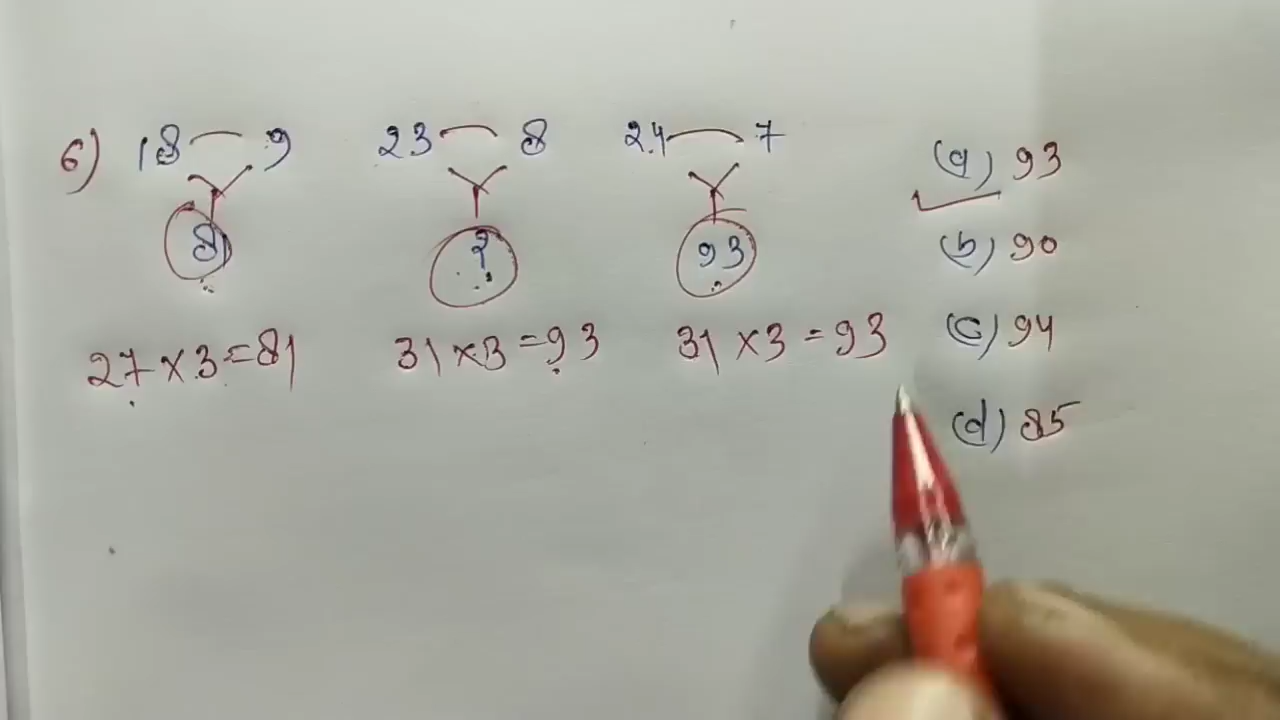 6) 18 9 23 8 24 7 (a) 93
81 ? 93 (b) 90
27 × 3 = 81 31 × 3 = 93 31 × 3 = 93 (c) 94
(d) 85